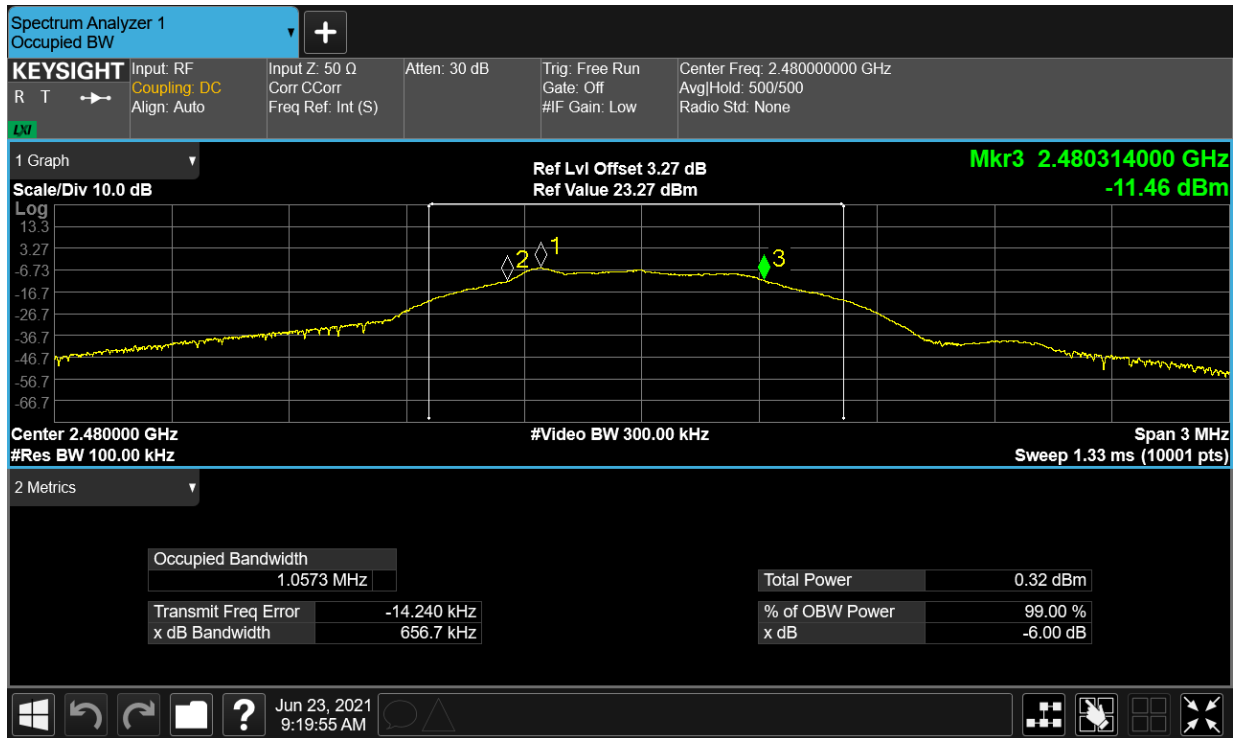 Spectrum Analyzer 1
Occupied BW
KEYSIGHT
R T
LXI
Input: RF
Coupling: DC
Align: Auto
Input Z: 50 Ω
Corr CCorr
Freq Ref: Int (S)
Atten: 30 dB
Trig: Free Run
Gate: Off
#IF Gain: Low
Center Freq: 2.480000000 GHz
Avg|Hold: 500/500
Radio Std: None
1 Graph
Scale/Div 10.0 dB
Ref Lvl Offset 3.27 dB
Ref Value 23.27 dBm
Mkr3 2.480314000 GHz
-11.46 dBm
Log
13.3
3.27
-6.73
-16.7
-26.7
-36.7
-46.7
-56.7
-66.7
2
1
3
Center 2.480000 GHz
#Video BW 300.00 kHz
Span 3 MHz
#Res BW 100.00 kHz
Sweep 1.33 ms (10001 pts)
2 Metrics
Occupied Bandwidth
1.0573 MHz
Total Power 0.32 dBm
Transmit Freq Error -14.240 kHz
% of OBW Power 99.00 %
x dB Bandwidth 656.7 kHz
x dB -6.00 dB
?
Jun 23, 2021
9:19:55 AM